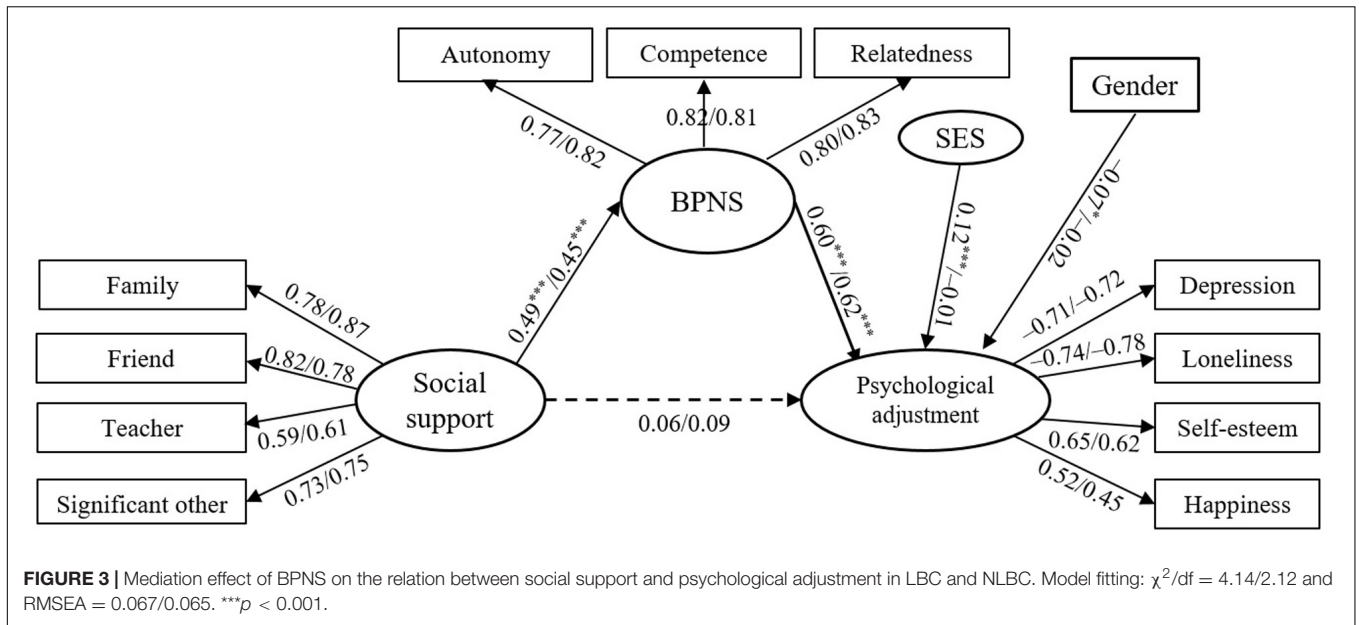 Autonomy
Competence
Relatedness
Gender
0.77/0.82
0.82/0.81
0.80/0.83
SES
BPNS
–0.07*/–0.02
0.12***/–0.01
0.60***/0.62***
0.49***/0.45***
Family
Friend
Teacher
Significant other
0.78/0.87
0.82/0.78
0.59/0.61
0.73/0.75
Social
support
0.06/0.09
Psychological
adjustment
–0.71/–0.72
–0.74/–0.78
0.65/0.62
0.52/0.45
Depression
Loneliness
Self-esteem
Happiness
FIGURE 3 | Mediation effect of BPNS on the relation between social support and psychological adjustment in LBC and NLBC. Model fitting: χ²/df = 4.14/2.12 and
RMSEA = 0.067/0.065. ***p < 0.001.